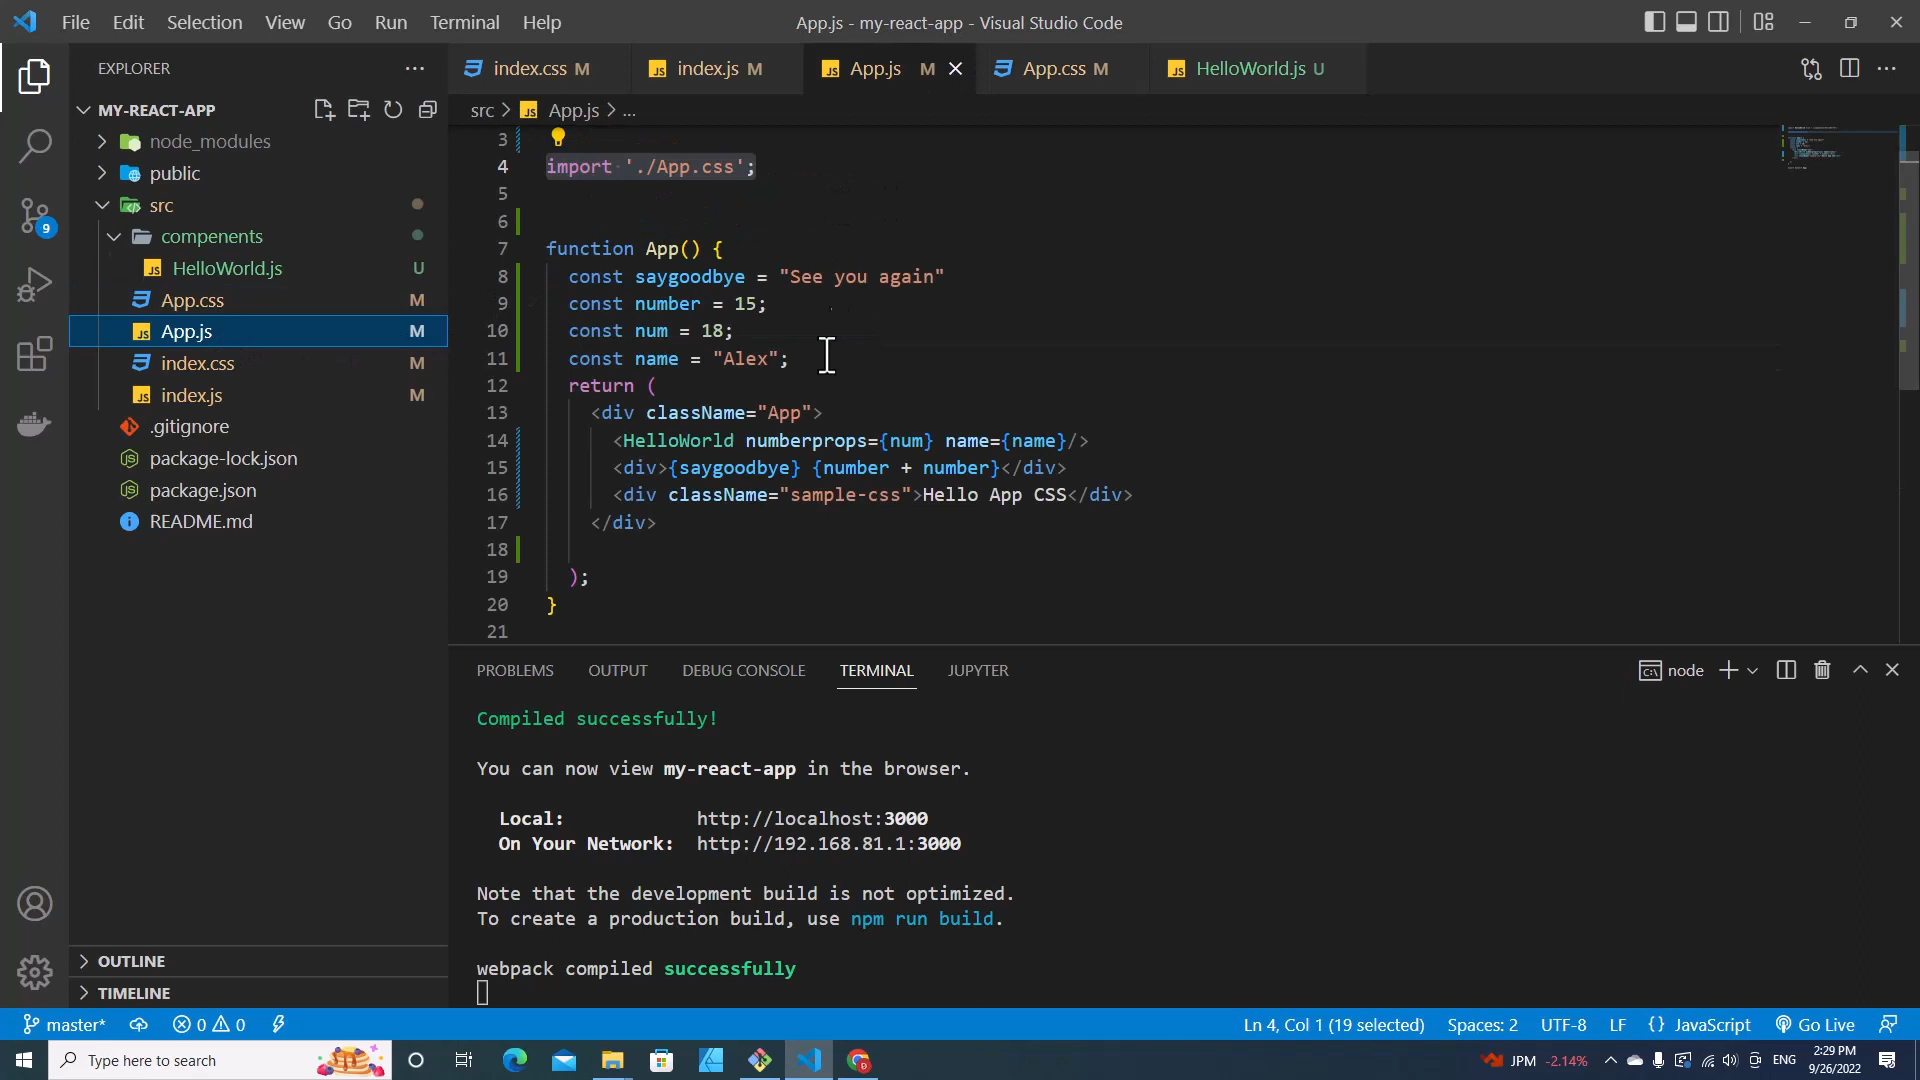 File Edit Selection View Go Run Terminal Help
App.js - my-react-app - Visual Studio Code
EXPLORER
MY-REACT-APP
node_modules
public
src
compenents
HelloWorld.js U
App.css M
App.js M
index.css M
index.js M
.gitignore
package-lock.json
package.json
README.md
OUTLINE
TIMELINE
9
index.css M
index.js M
App.js M
App.css M
HelloWorld.js U
src > App.js > ...
3
4 import './App.css';
5
6
7 function App() {
8 const saygoodbye = "See you again"
9 const number = 15;
10 const num = 18;
11 const name = "Alex";
12 return (
13 <div className="App">
14 <HelloWorld numberprops={num} name={name}/>
15 <div>{saygoodbye} {number + number}</div>
16 <div className="sample-css">Hello App CSS</div>
17 </div>
18
19 );
20 }
21
PROBLEMS OUTPUT DEBUG CONSOLE TERMINAL JUPYTER
node
Compiled successfully!
You can now view my-react-app in the browser.
Local: http://localhost:3000
On Your Network: http://192.168.81.1:3000
Note that the development build is not optimized.
To create a production build, use npm run build.
webpack compiled successfully
master* 0 0
Ln 4, Col 1 (19 selected) Spaces: 2 UTF-8 LF {} JavaScript Go Live
Type here to search
JPM -2.14%
ENG
2:29 PM
9/26/2022